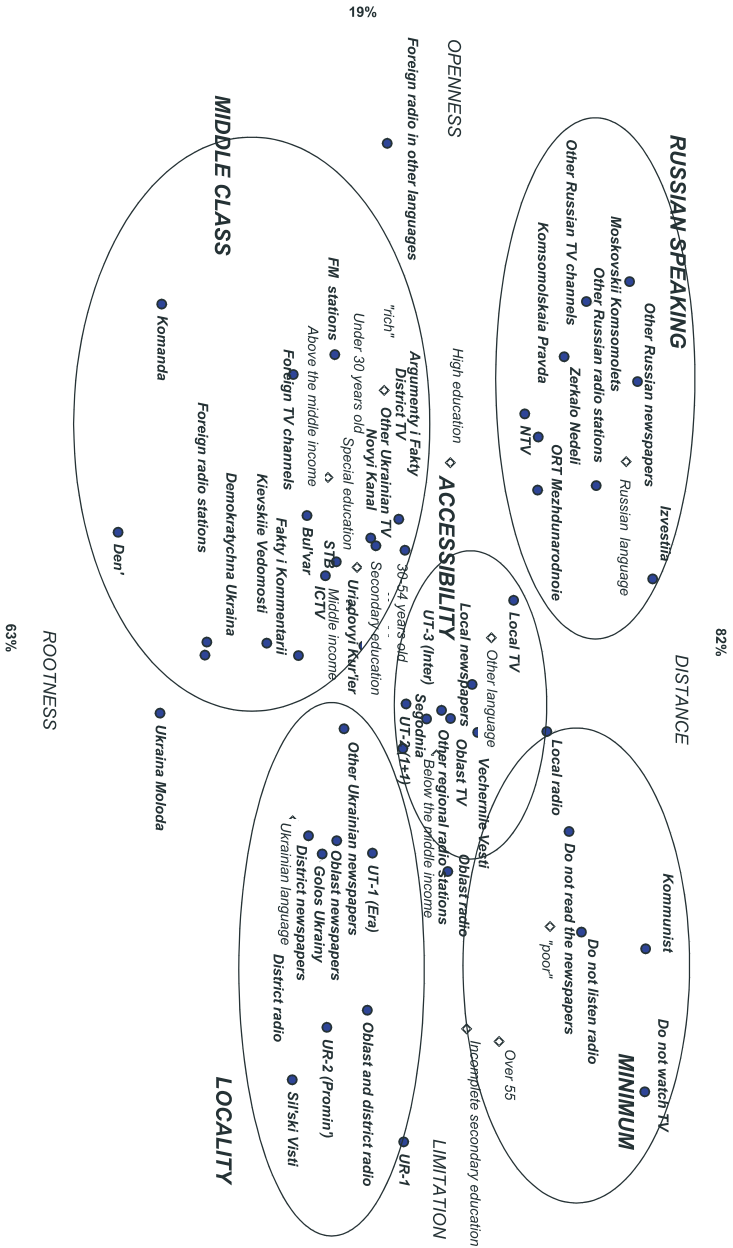 82%
DISTANCE
RUSSIAN SPEAKING
Kommunist
Izvestiia
Do not watch TV
Other Russian newspapers
MINIMUM
Russian language
Moskovskii Komsomolets
Other Russian radio stations
Do not listen radio
Zerkalo Nedeli
Other Russian TV channels
Do not read the newspapers
ORT Mezhdunarodnoie
Local radio
"poor"
Komsomolskaia Pravda
NTV
Local TV
Over 55
Other language
Vechernie Vesti
Incomplete secondary education
Local newspapers
Oblast radio
Oblast TV
High education
OPENNESS
ACCESSIBILITY
Other regional radio stations
LIMITATION
UT-3 (Inter)
Below the middle income
Segodnia
Foreign radio in other languages
Argumenty i Fakty
UT-2 (1+1)
UR-1
30-54 years old
District TV
"rich"
Other Ukrainian TV
Secondary education
UT-1 (Era)
Novyi Kanal
Oblast and district radio
19%
Under 30 years old
Uriadovyi Kur'ier
Other Ukrainian newspapers
Special education
FM stations
STB
Middle income
Oblast newspapers
UR-2 (Promin')
ICTV
Golos Ukrainy
Above the middle income
Bul'var
District newspapers
Sil'ski Visti
Foreign TV channels
Ukrainian language
Fakty i Kommentarii
District radio
Kievskiie Vedomosti
Demokratychna Ukraina
MIDDLE CLASS
LOCALITY
Foreign radio stations
Komanda
Ukraina Moloda
Den'
ROOTNESS
63%